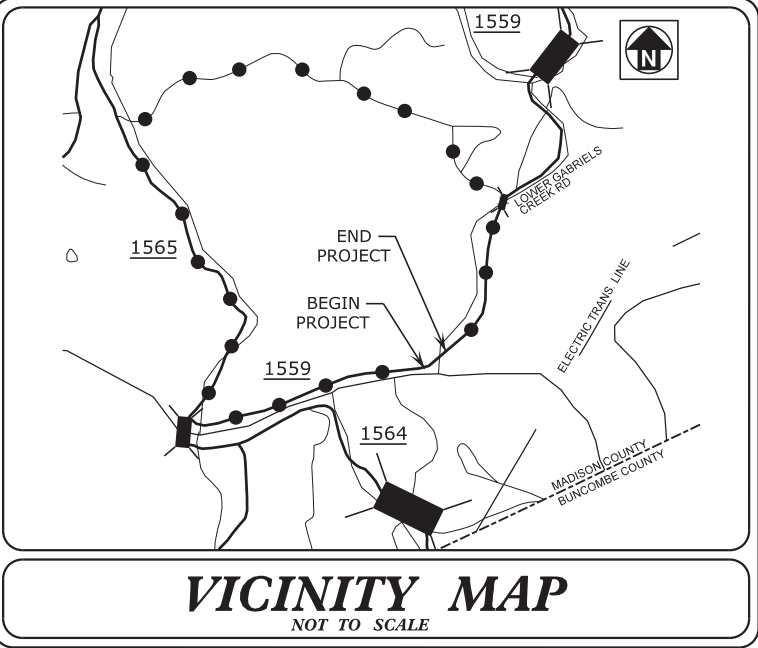 1559
N
LOWER GABRIELS
CREEK RD
1565
END
PROJECT
BEGIN
PROJECT
ELECTRIC TRANS. LINE
1559
1564
MADISON COUNTY
BUNCOMBE COUNTY
VICINITY MAP
NOT TO SCALE